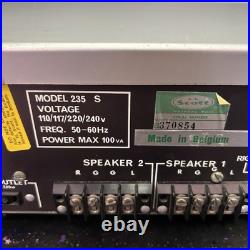 MODEL 235 S
VOLTAGE
110/117/220/240v
FREQ. 50-60Hz
POWER MAX 100VA
Scott
370854
Made in Belgium
SPEAKER 2
SPEAKER 1
R G G L
R G G